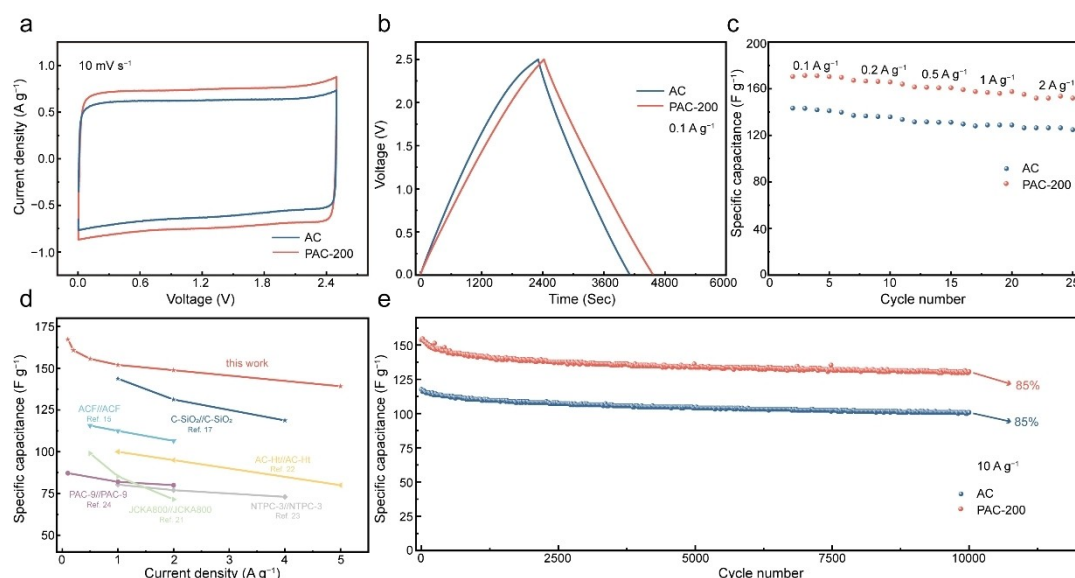 a
10 mV s⁻¹
Current density (A g⁻¹)
1.0
0.5
0.0
−0.5
−1.0
AC
PAC-200
0.0 0.6 1.2 1.8 2.4
Voltage (V)
b
Voltage (V)
2.5
2.0
1.5
1.0
0.5
0.0
AC
PAC-200
0.1 A g⁻¹
0 1200 2400 3600 4800 6000
Time (Sec)
c
Specific capacitance (F g⁻¹)
200
160
120
80
40
0
0.1 A g⁻¹ 0.2 A g⁻¹ 0.5 A g⁻¹ 1 A g⁻¹ 2 A g⁻¹
AC
PAC-200
0 5 10 15 20 25
Cycle number
d
Specific capacitance (F g⁻¹)
175
150
125
100
75
50
this work
ACF//ACF
C-SiO₂//C-SiO₂
Ref. 17
AC-Ht//AC-Ht
PAC-9//PAC-9
Ref. 24
JCKA800//JCKA800
Ref. 21
NTPC-3//NTPC-3
Ref. 23
0 1 2 3 4 5
Current density (A g⁻¹)
e
Specific capacitance (F g⁻¹)
150
125
100
75
50
25
0
85%
85%
10 A g⁻¹
AC
PAC-200
0 2500 5000 7500 10000
Cycle number